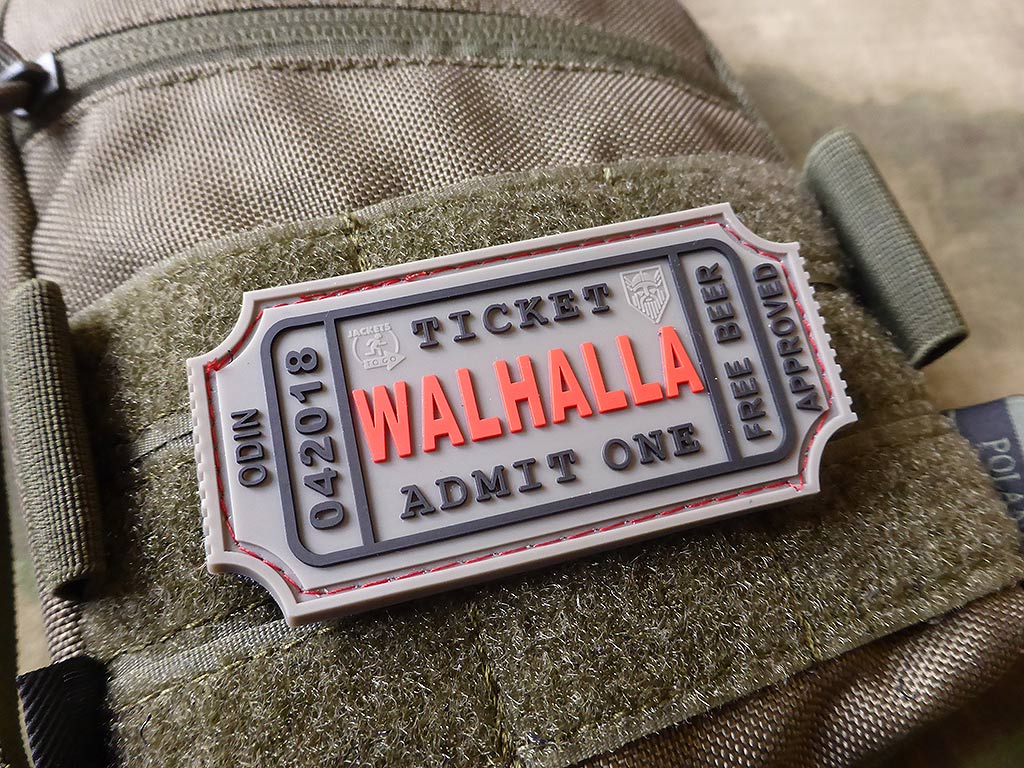 ODIN
042018
JACKETS
TO GO
TICKET
WALHALLA
ADMIT ONE
FREE BEER
APPROVED